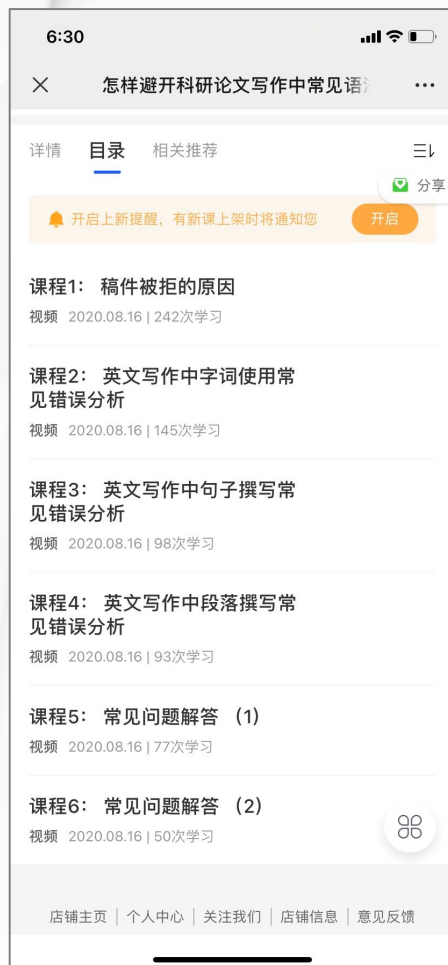 6:30
怎样避开科研论文写作中常见语
详情 目录 相关推荐
分享
开启上新提醒，有新课上架时将通知您 开启
课程1： 稿件被拒的原因
视频 2020.08.16 | 242次学习
课程2： 英文写作中字词使用常
见错误分析
视频 2020.08.16 | 145次学习
课程3： 英文写作中句子撰写常
见错误分析
视频 2020.08.16 | 98次学习
课程4： 英文写作中段落撰写常
见错误分析
视频 2020.08.16 | 93次学习
课程5： 常见问题解答 （1）
视频 2020.08.16 | 77次学习
课程6： 常见问题解答 （2）
视频 2020.08.16 | 50次学习
店铺主页 | 个人中心 | 关注我们 | 店铺信息 | 意见反馈